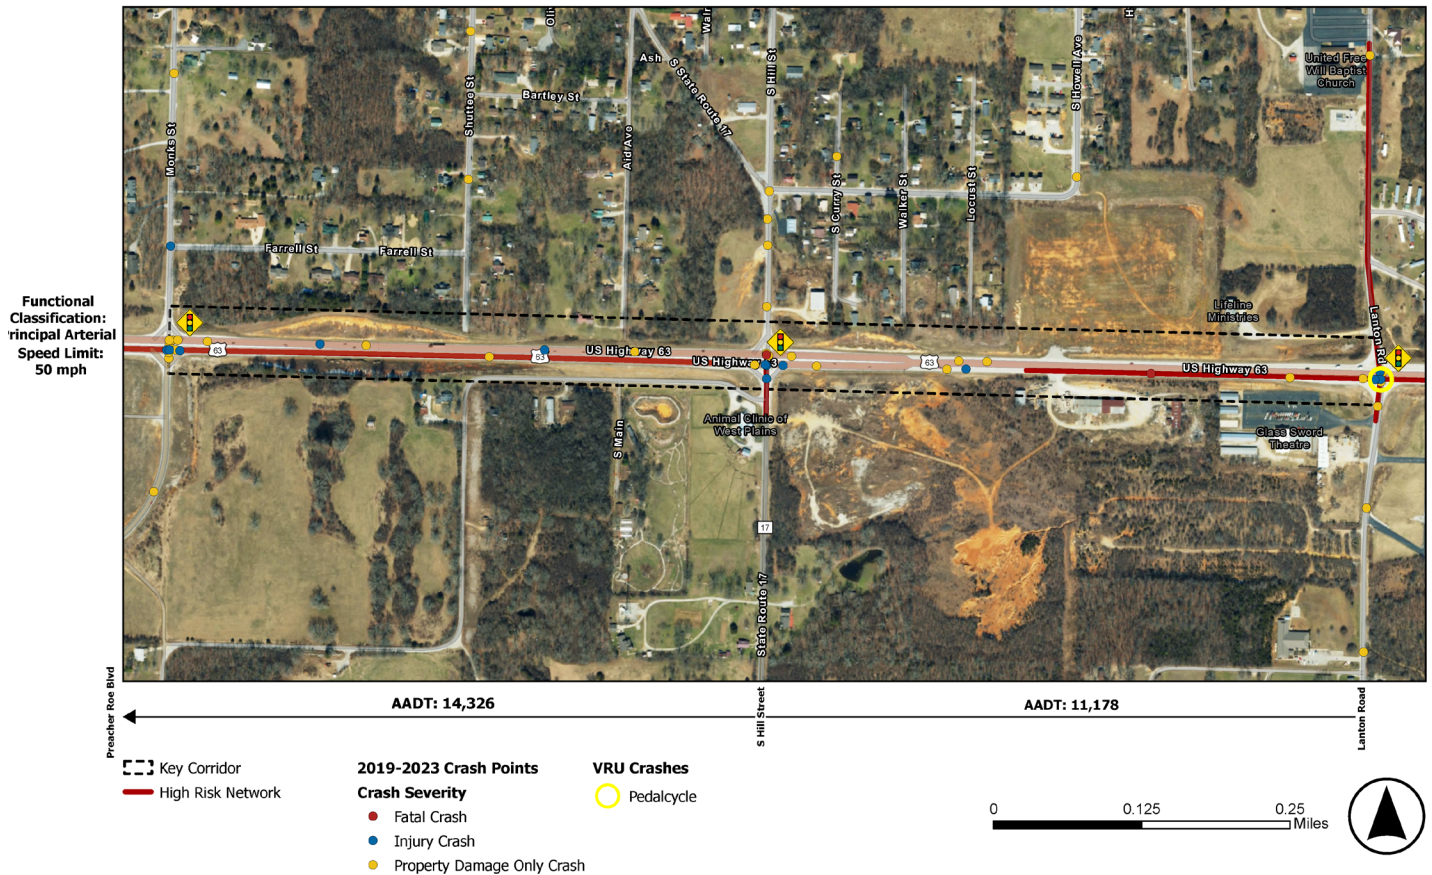 Oliv
Walr
H
Ash
S State Route 17
S Hill St
S Howell Ave
United Free
Will Baptist
Church
Bartley St
Shuttee St
Monks St
Aid Ave
S Curry St
Walker St
Locust St
Farrell St
Farrell St
Functional
Classification:
Principal Arterial
Speed Limit:
50 mph
Lifeline
Ministries
Lanton Rd
63
63
US Highway 63
US Highway 63
63
US Highway 63
Animal Clinic of
West Plains
S Main
Glass Sword
Theatre
17
State Route 17
Preacher Roe Blvd
AADT: 14,326
S Hill Street
AADT: 11,178
Lanton Road
Key Corridor
High Risk Network
2019-2023 Crash Points
Crash Severity
Fatal Crash
Injury Crash
Property Damage Only Crash
VRU Crashes
Pedalcycle
0 0.125 0.25
Miles